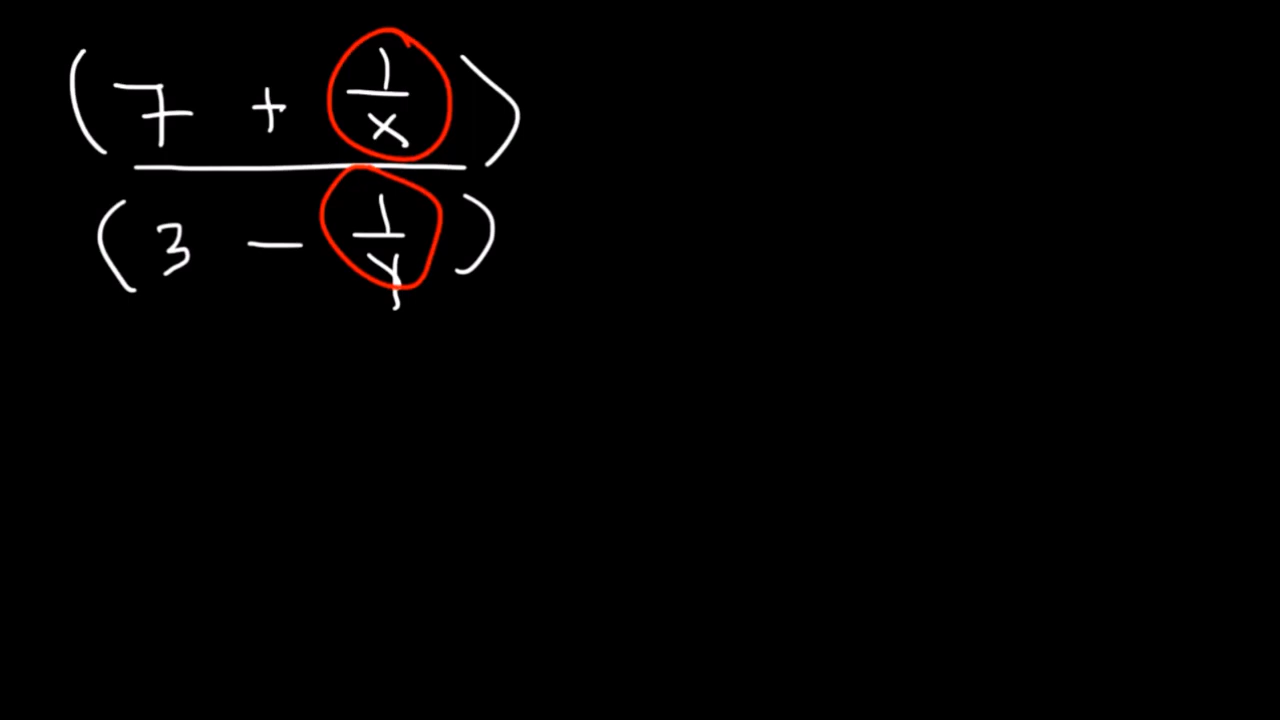 (7 + 1/x)
(3 - 1/y)